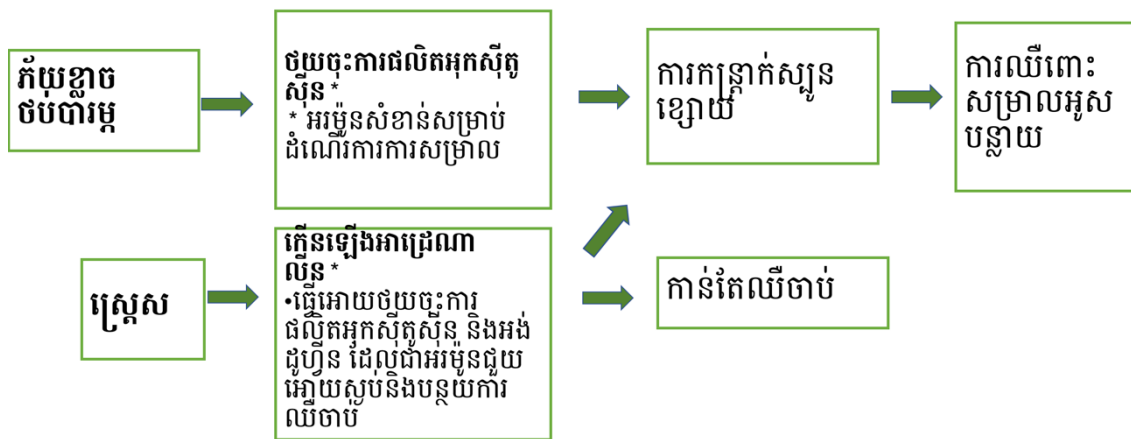 ភ័យខ្លាច
ថប់បារម្ភ
ថយចុះការផលិតអុកស៊ីតូ
ស៊ីន *
* អរម៉ូនសំខាន់សម្រាប់
ដំណើរការការសម្រាល
ការកន្ត្រាក់ស្បូន
ខ្សោយ
ការឈឺពោះ
សម្រាលអូស
បន្លាយ
ស្ត្រេស
កើនឡើងអាដ្រេណា
លីន *
•ធ្វើអោយថយចុះការ
ផលិតអុកស៊ីតូស៊ីន និងអង់
ដូហ្វីន ដែលជាអរម៉ូនជួយ
អោយស្ងប់និងបន្ថយការ
ឈឺចាប់
កាន់តែឈឺចាប់